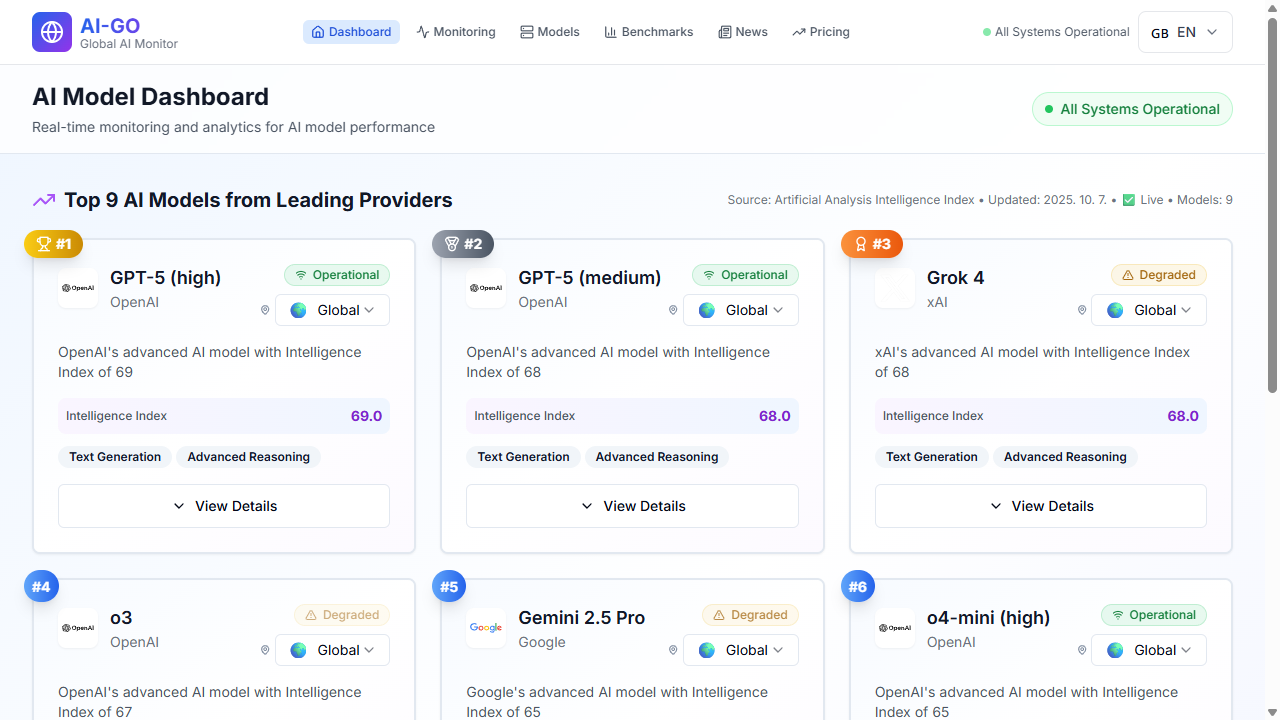 AI-GO
Global AI Monitor
Dashboard
Monitoring
Models
Benchmarks
News
Pricing
All Systems Operational
GB EN
AI Model Dashboard
Real-time monitoring and analytics for AI model performance
All Systems Operational
Top 9 AI Models from Leading Providers
Source: Artificial Analysis Intelligence Index • Updated: 2025. 10. 7. • ✅ Live • Models: 9
#1
OpenAI
GPT-5 (high)
OpenAI
Operational
Global
OpenAI's advanced AI model with Intelligence
Index of 69
Intelligence Index 69.0
Text Generation
Advanced Reasoning
View Details
#2
OpenAI
GPT-5 (medium)
OpenAI
Operational
Global
OpenAI's advanced AI model with Intelligence
Index of 68
Intelligence Index 68.0
Text Generation
Advanced Reasoning
View Details
#3
Grok 4
xAI
Degraded
Global
xAI's advanced AI model with Intelligence Index
of 68
Intelligence Index 68.0
Text Generation
Advanced Reasoning
View Details
#4
OpenAI
o3
OpenAI
Degraded
Global
OpenAI's advanced AI model with Intelligence
Index of 67
#5
Google
Gemini 2.5 Pro
Google
Degraded
Global
Google's advanced AI model with Intelligence
Index of 65
#6
OpenAI
o4-mini (high)
OpenAI
Operational
Global
OpenAI's advanced AI model with Intelligence
Index of 65